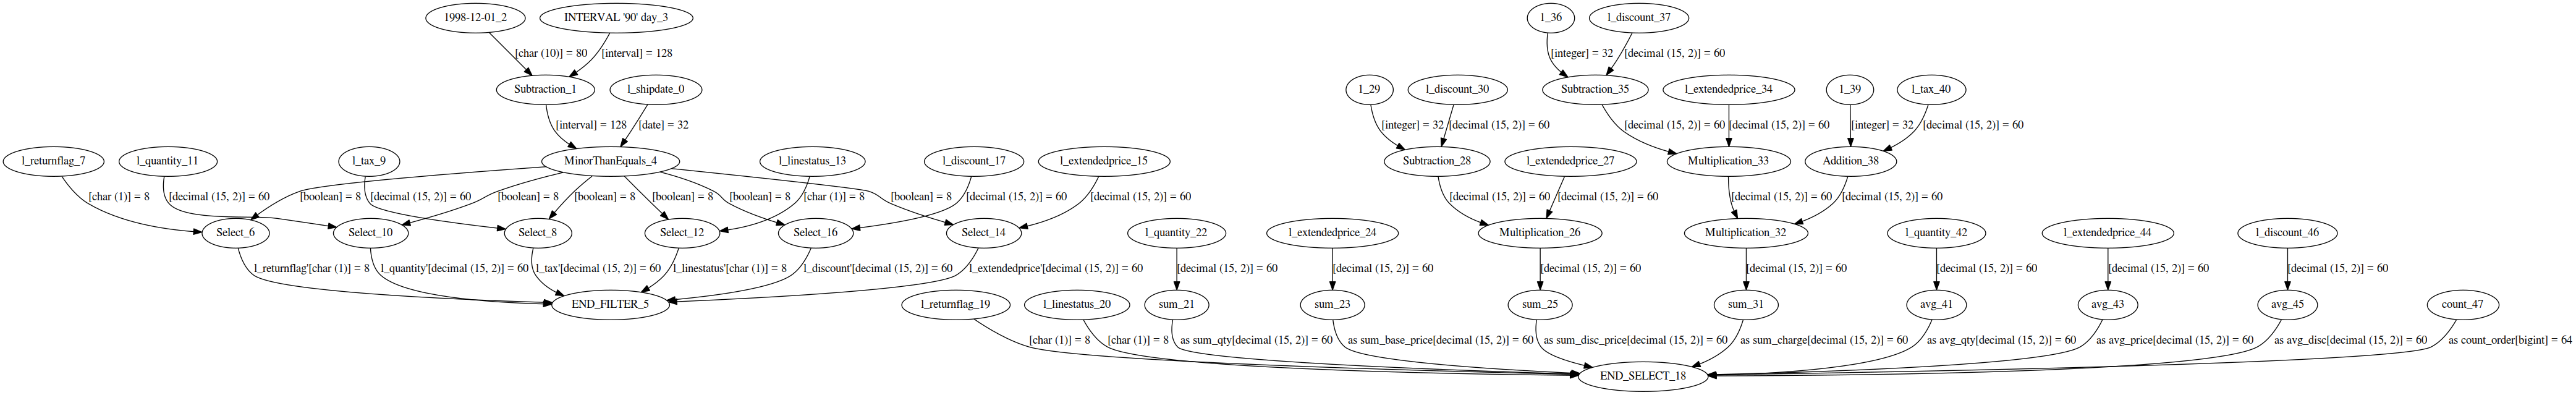 1998-12-01_2
INTERVAL '90' day_3
1_36
l_discount_37
[char (10)] = 80
[interval] = 128
[integer] = 32
[decimal (15, 2)] = 60
Subtraction_1
l_shipdate_0
1_29
l_discount_30
Subtraction_35
l_extendedprice_34
1_39
l_tax_40
[interval] = 128
[date] = 32
[integer] = 32
[decimal (15, 2)] = 60
[decimal (15, 2)] = 60
[decimal (15, 2)] = 60
[integer] = 32
[decimal (15, 2)] = 60
l_returnflag_7
l_quantity_11
l_tax_9
MinorThanEquals_4
l_linestatus_13
l_discount_17
l_extendedprice_15
Subtraction_28
l_extendedprice_27
Multiplication_33
Addition_38
[char (1)] = 8
[decimal (15, 2)] = 60
[boolean] = 8
[decimal (15, 2)] = 60
[boolean] = 8
[boolean] = 8
[boolean] = 8
[boolean] = 8
[char (1)] = 8
[boolean] = 8
[decimal (15, 2)] = 60
[decimal (15, 2)] = 60
[decimal (15, 2)] = 60
[decimal (15, 2)] = 60
[decimal (15, 2)] = 60
[decimal (15, 2)] = 60
Select_6
Select_10
Select_8
Select_12
Select_16
Select_14
l_quantity_22
l_extendedprice_24
Multiplication_26
Multiplication_32
l_quantity_42
l_extendedprice_44
l_discount_46
l_returnflag'[char (1)] = 8
l_quantity'[decimal (15, 2)] = 60
l_tax'[decimal (15, 2)] = 60
l_linestatus'[char (1)] = 8
l_discount'[decimal (15, 2)] = 60
l_extendedprice'[decimal (15, 2)] = 60
[decimal (15, 2)] = 60
[decimal (15, 2)] = 60
[decimal (15, 2)] = 60
[decimal (15, 2)] = 60
[decimal (15, 2)] = 60
[decimal (15, 2)] = 60
[decimal (15, 2)] = 60
END_FILTER_5
l_returnflag_19
l_linestatus_20
sum_21
sum_23
sum_25
sum_31
avg_41
avg_43
avg_45
count_47
[char (1)] = 8
[char (1)] = 8
as sum_qty[decimal (15, 2)] = 60
as sum_base_price[decimal (15, 2)] = 60
as sum_disc_price[decimal (15, 2)] = 60
as sum_charge[decimal (15, 2)] = 60
as avg_qty[decimal (15, 2)] = 60
as avg_price[decimal (15, 2)] = 60
as avg_disc[decimal (15, 2)] = 60
as count_order[bigint] = 64
END_SELECT_18